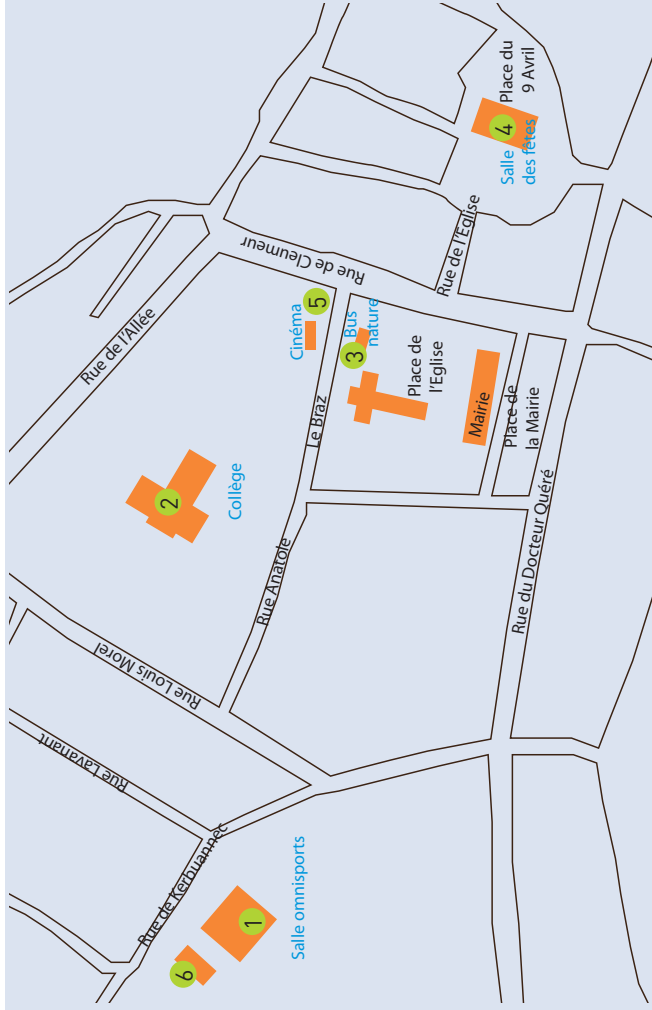 Rue de Kerbuannec
6
1
Salle omnisports
Rue Lavanant
Rue Louis Morel
2
Collège
Rue de l'Allée
Rue Anatole
Le Braz
Cinéma
5
3
Bus
nature
Rue de Cleumeur
Place de
l'Eglise
Mairie
Place de
la Mairie
Rue du Docteur Quéré
Rue de l'Eglise
Salle
des fêtes
4
Place du
9 Avril